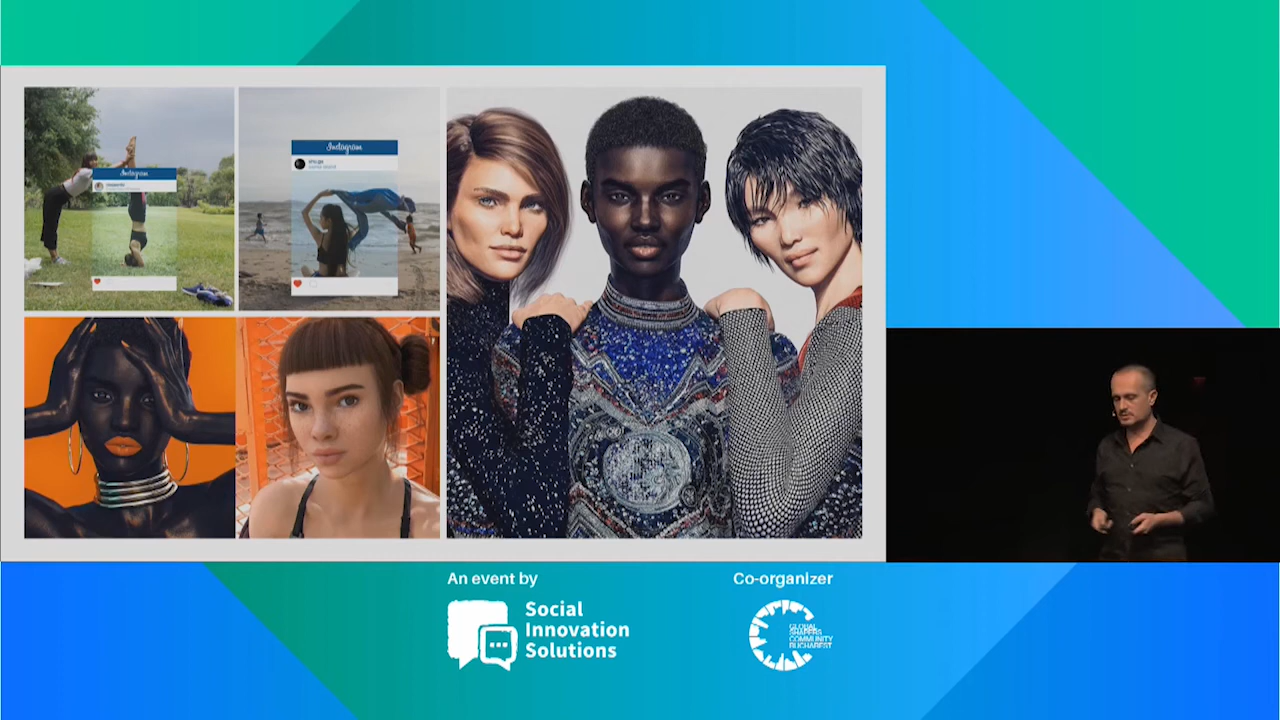 Instagram
Instagram
An event by
Social
Innovation
Solutions
Co-organizer
GLOBAL
SHAPERS
COMMUNITY
BUCHAREST